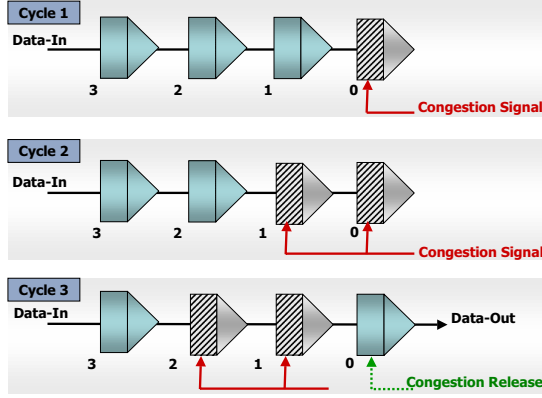 Cycle 1
Data-In
3 2 1 0
Congestion Signal
Cycle 2
Data-In
3 2 1 0
Congestion Signal
Cycle 3
Data-In Data-Out
3 2 1 0
Congestion Release